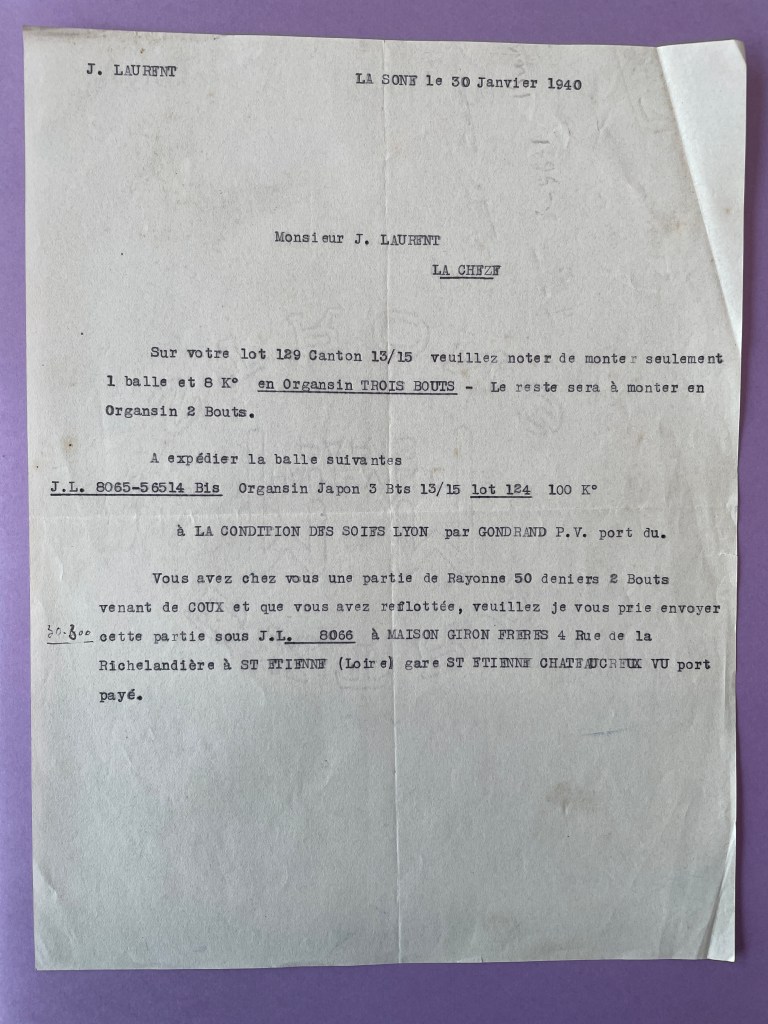 J. LAURENT
LA SONE le 30 Janvier 1940
Monsieur J. LAURENT
LA CHEZE
Sur votre lot 129 Canton 13/15 veuillez noter de monter seulement
1 balle et 8 K° en Organsin TROIS BOUTS - Le reste sera à monter en
Organsin 2 Bouts.
A expédier la balle suivantes
J.L. 8065-56514 Bis Organsin Japon 3 Bts 13/15 lot 124 100 K°
à LA CONDITION DES SOIES LYON par GONDRAND P.V. port du.
Vous avez chez vous une partie de Rayonne 50 deniers 2 Bouts
venant de COUX et que vous avez reflottée, veuillez je vous prie envoyer
30.300 cette partie sous J.L. 8066 à MAISON GIRON FRERES 4 Rue de la
Richelandière à ST ETIENNE (Loire) gare ST ETIENNE CHATEAUCREUX VU port
payé.